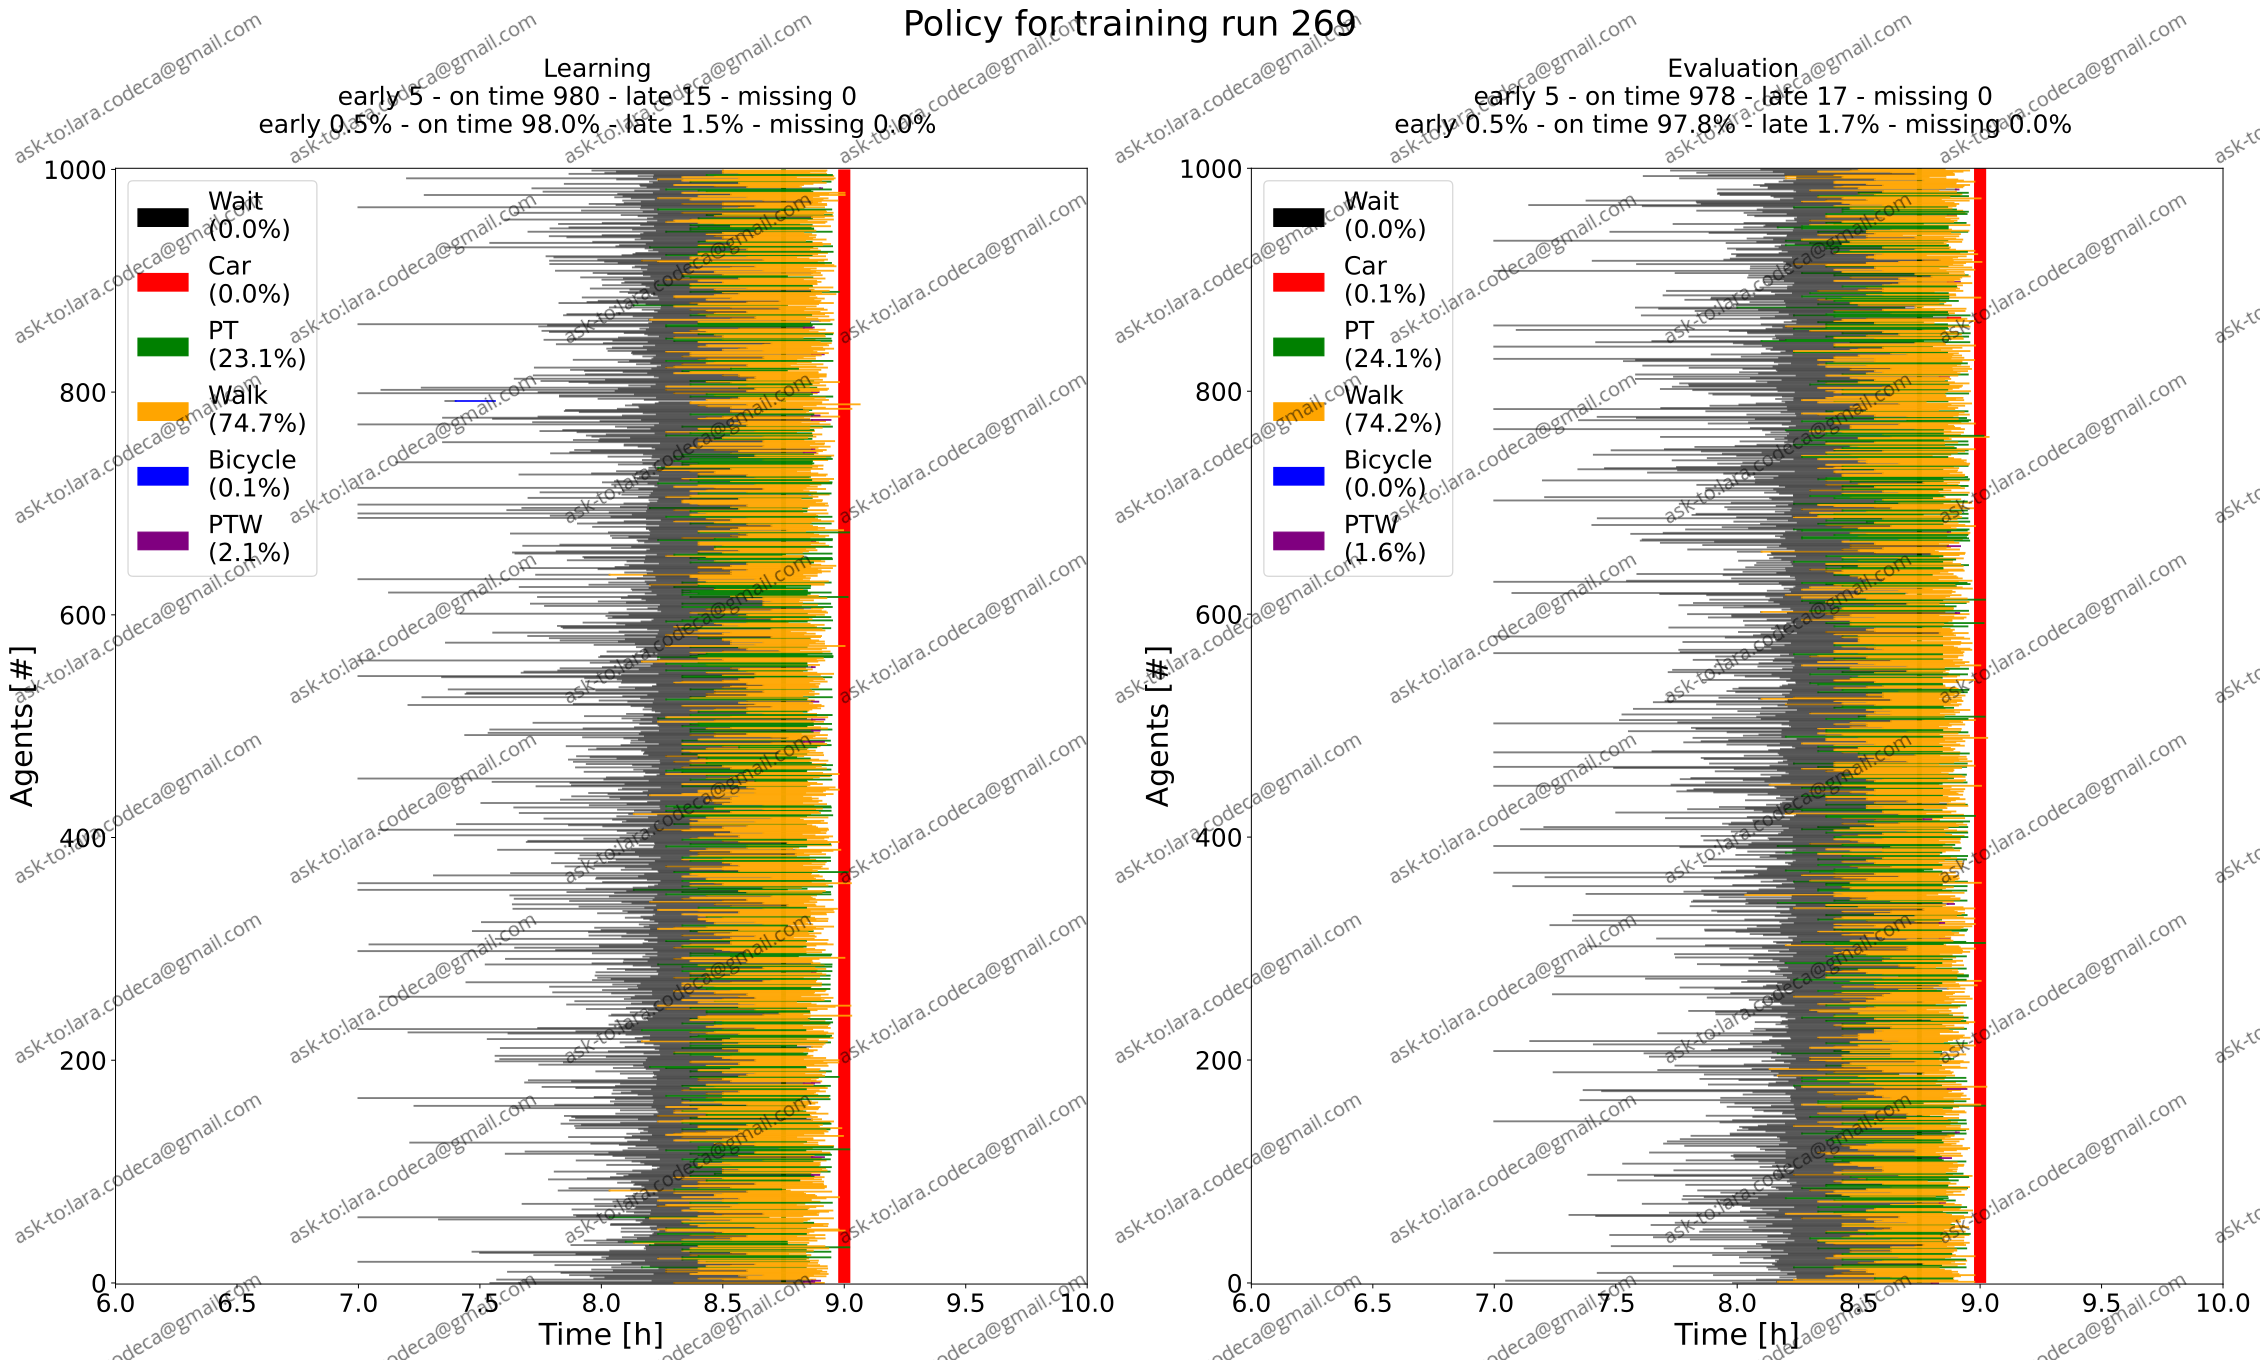 Policy for training run 269
Learning
early 5 - on time 980 - late 15 - missing 0
early 0.5% - on time 98.0% - late 1.5% - missing 0.0%
1000
800
600
400
200
0
Agents [#]
Wait
(0.0%)
Car
(0.0%)
PT
(23.1%)
Walk
(74.7%)
Bicycle
(0.1%)
PTW
(2.1%)
6.0 6.5 7.0 7.5 8.0 8.5 9.0 9.5 10.0
Time [h]
Evaluation
early 5 - on time 978 - late 17 - missing 0
early 0.5% - on time 97.8% - late 1.7% - missing 0.0%
1000
800
600
400
200
0
Agents [#]
Wait
(0.0%)
Car
(0.1%)
PT
(24.1%)
Walk
(74.2%)
Bicycle
(0.0%)
PTW
(1.6%)
6.0 6.5 7.0 7.5 8.0 8.5 9.0 9.5 10.0
Time [h]
ask-to:lara.codeca@gmail.com